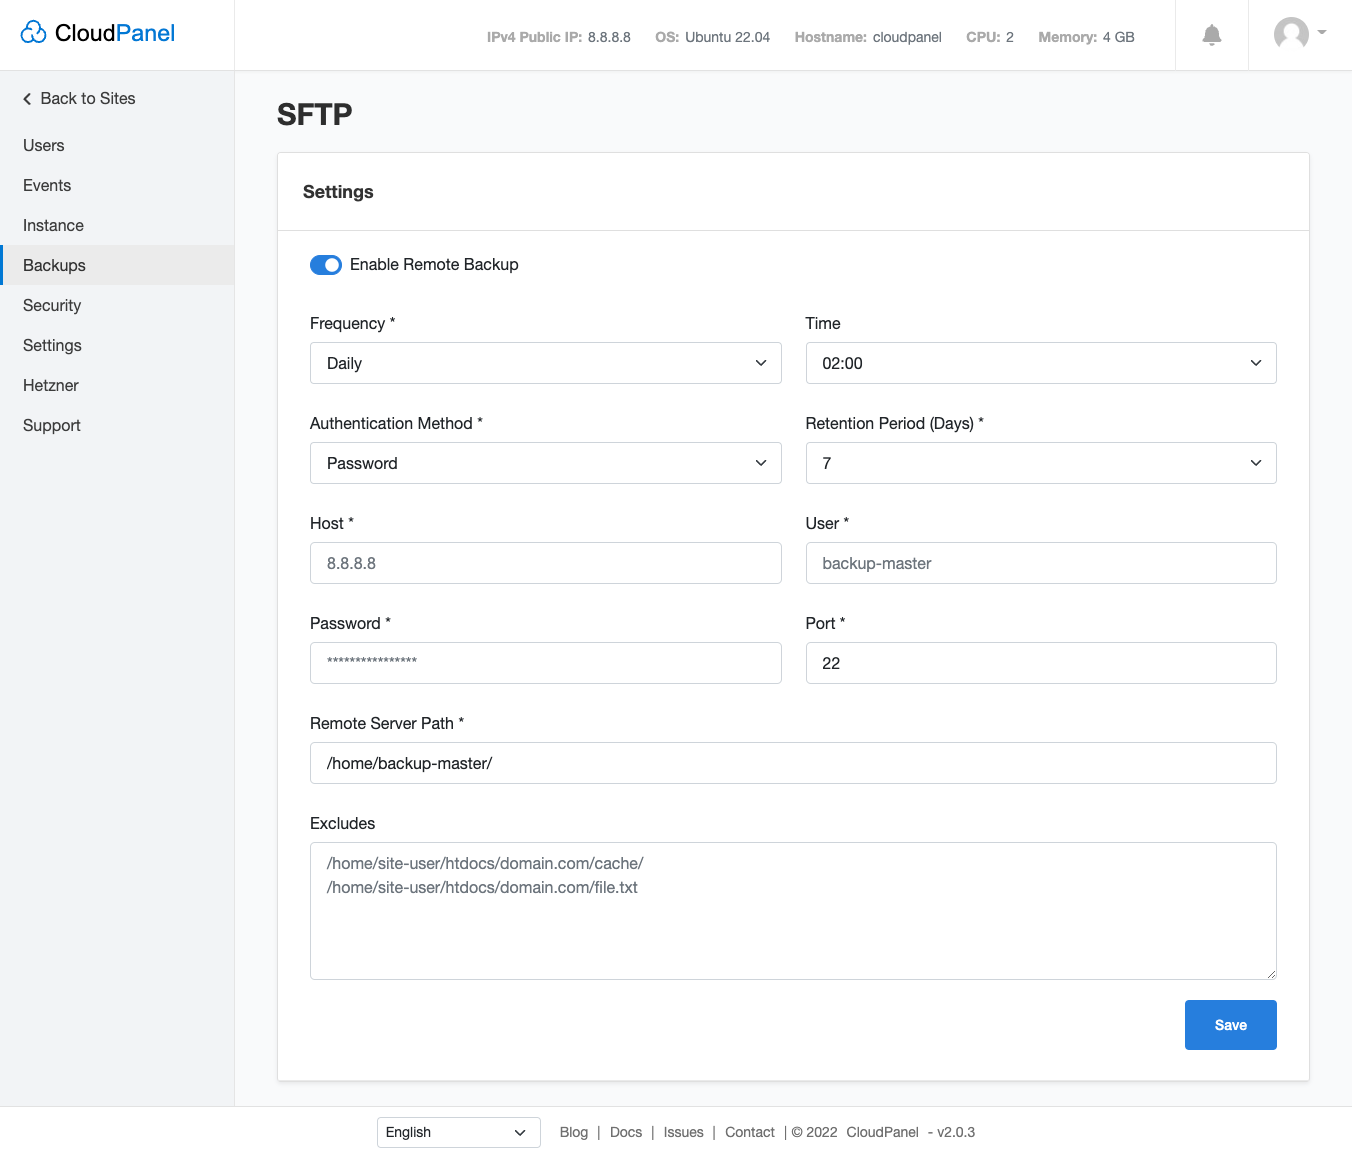 CloudPanel
IPv4 Public IP: 8.8.8.8 OS: Ubuntu 22.04 Hostname: cloudpanel CPU: 2 Memory: 4 GB
Back to Sites
Users
Events
Instance
Backups
Security
Settings
Hetzner
Support
SFTP
Settings
Enable Remote Backup
Frequency * Time
Daily 02:00
Authentication Method * Retention Period (Days) *
Password 7
Host * User *
8.8.8.8 backup-master
Password * Port *
**************** 22
Remote Server Path *
/home/backup-master/
Excludes
/home/site-user/htdocs/domain.com/cache/
/home/site-user/htdocs/domain.com/file.txt
Save
English Blog | Docs | Issues | Contact | © 2022 CloudPanel - v2.0.3